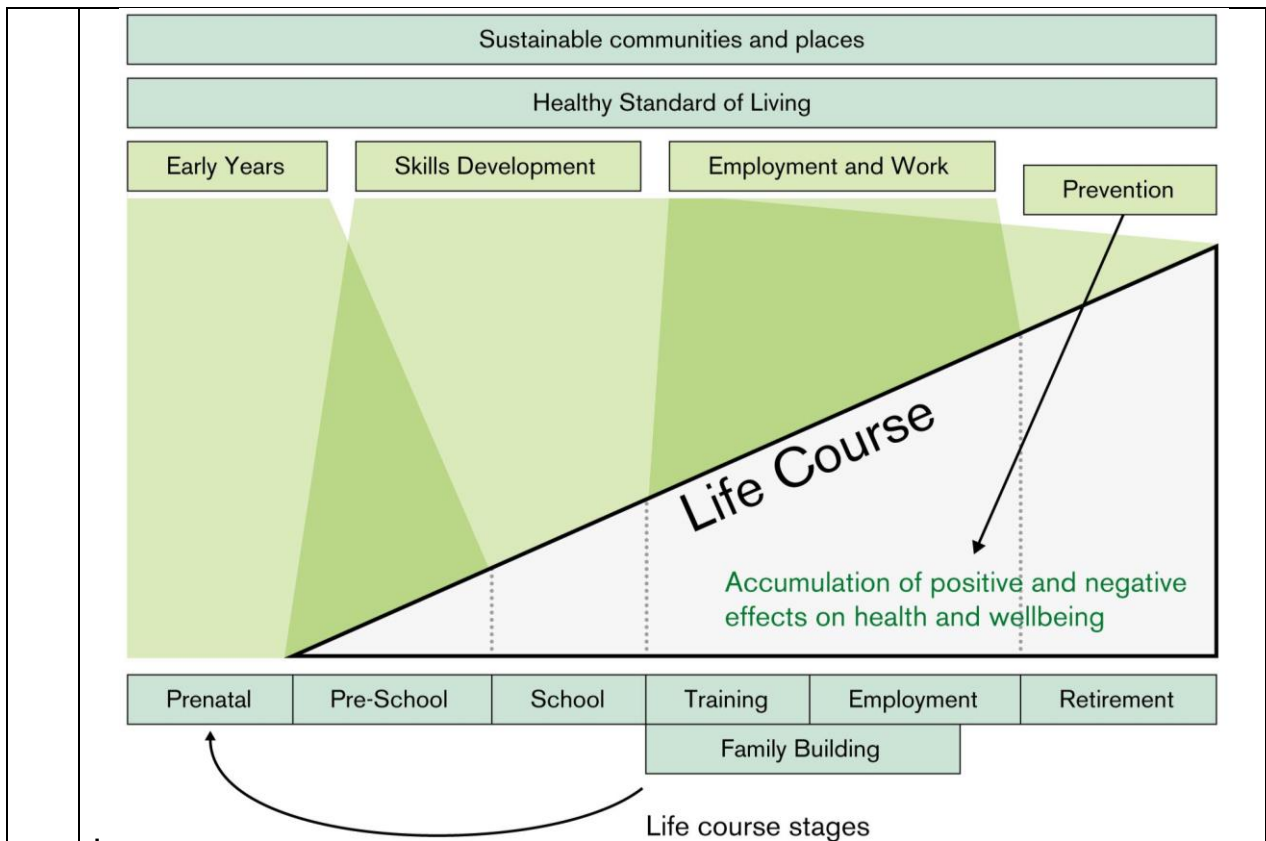 Sustainable communities and places
Healthy Standard of Living
Early Years
Skills Development
Employment and Work
Prevention
Life Course
Accumulation of positive and negative
effects on health and wellbeing
Prenatal
Pre-School
School
Training
Employment
Retirement
Family Building
Life course stages
.